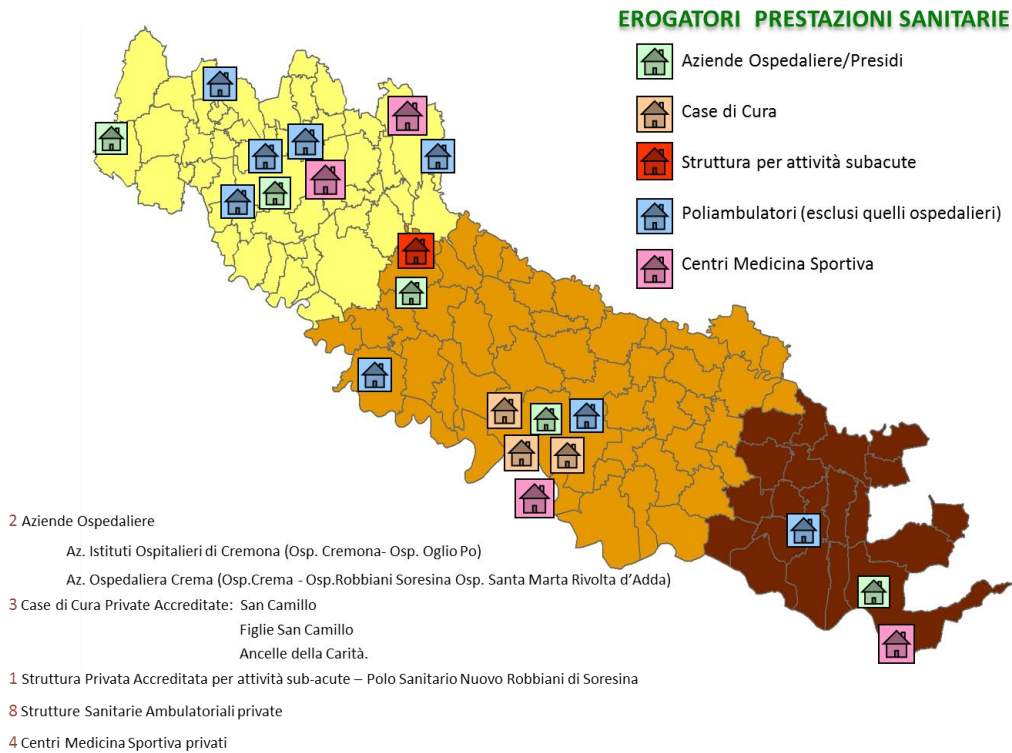 EROGATORI PRESTAZIONI SANITARIE
Aziende Ospedaliere/Presidi
Case di Cura
Struttura per attività subacute
Poliambulatori (esclusi quelli ospedalieri)
Centri Medicina Sportiva
2 Aziende Ospedaliere
Az. Istituti Ospitalieri di Cremona (Osp. Cremona- Osp. Oglio Po)
Az. Ospedaliera Crema (Osp.Crema - Osp.Robbiani Soresina Osp. Santa Marta Rivolta d'Adda)
3 Case di Cura Private Accreditate: San Camillo
Figlie San Camillo
Ancelle della Carità.
1 Struttura Privata Accreditata per attività sub-acute – Polo Sanitario Nuovo Robbiani di Soresina
8 Strutture Sanitarie Ambulatoriali private
4 Centri Medicina Sportiva privati